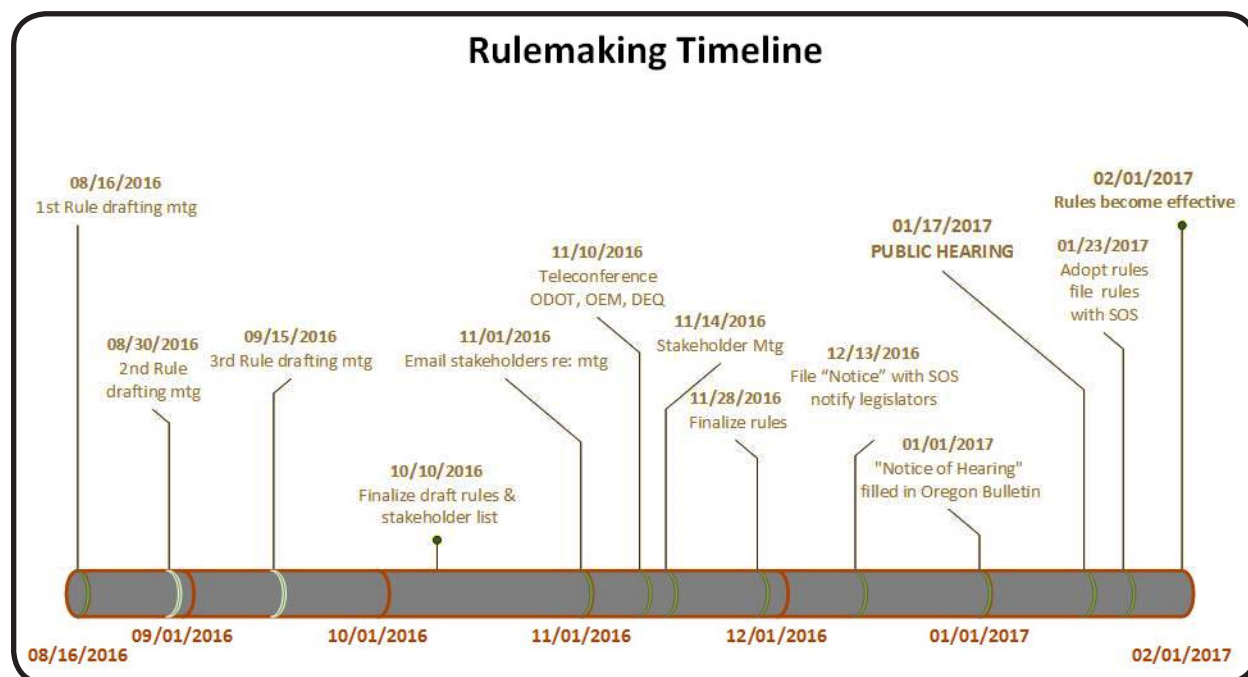 Rulemaking Timeline
08/16/2016
1st Rule drafting mtg
08/30/2016
2nd Rule
drafting mtg
09/15/2016
3rd Rule drafting mtg
10/10/2016
Finalize draft rules &
stakeholder list
11/01/2016
Email stakeholders re: mtg
11/10/2016
Teleconference
ODOT, OEM, DEQ
11/14/2016
Stakeholder Mtg
11/28/2016
Finalize rules
12/13/2016
File “Notice” with SOS
notify legislators
01/01/2017
"Notice of Hearing"
filled in Oregon Bulletin
01/17/2017
PUBLIC HEARING
01/23/2017
Adopt rules
file rules
with SOS
02/01/2017
Rules become effective
08/16/2016
09/01/2016
10/01/2016
11/01/2016
12/01/2016
01/01/2017
02/01/2017